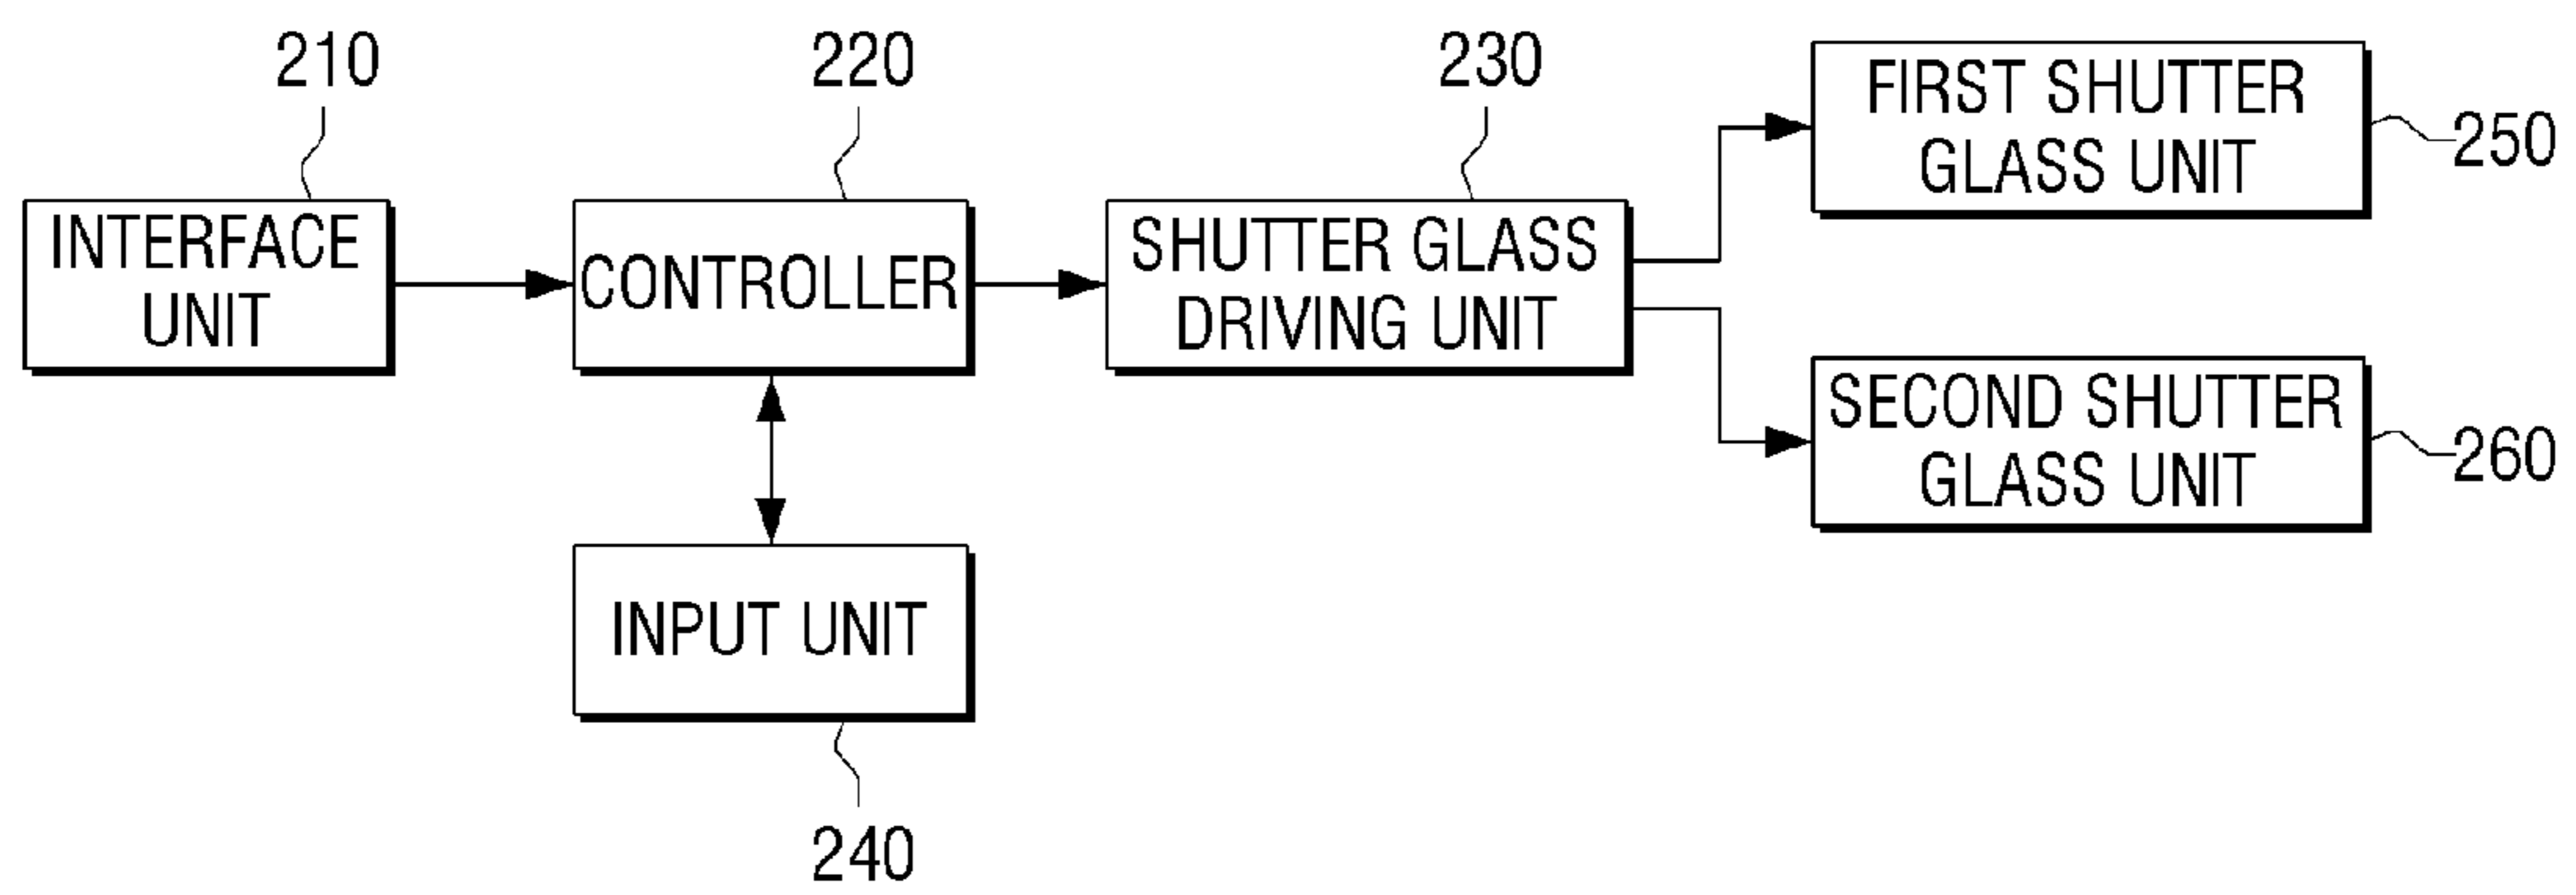 210
220
230
FIRST SHUTTER
GLASS UNIT
250
INTERFACE
UNIT
CONTROLLER
SHUTTER GLASS
DRIVING UNIT
SECOND SHUTTER
GLASS UNIT
260
INPUT UNIT
240